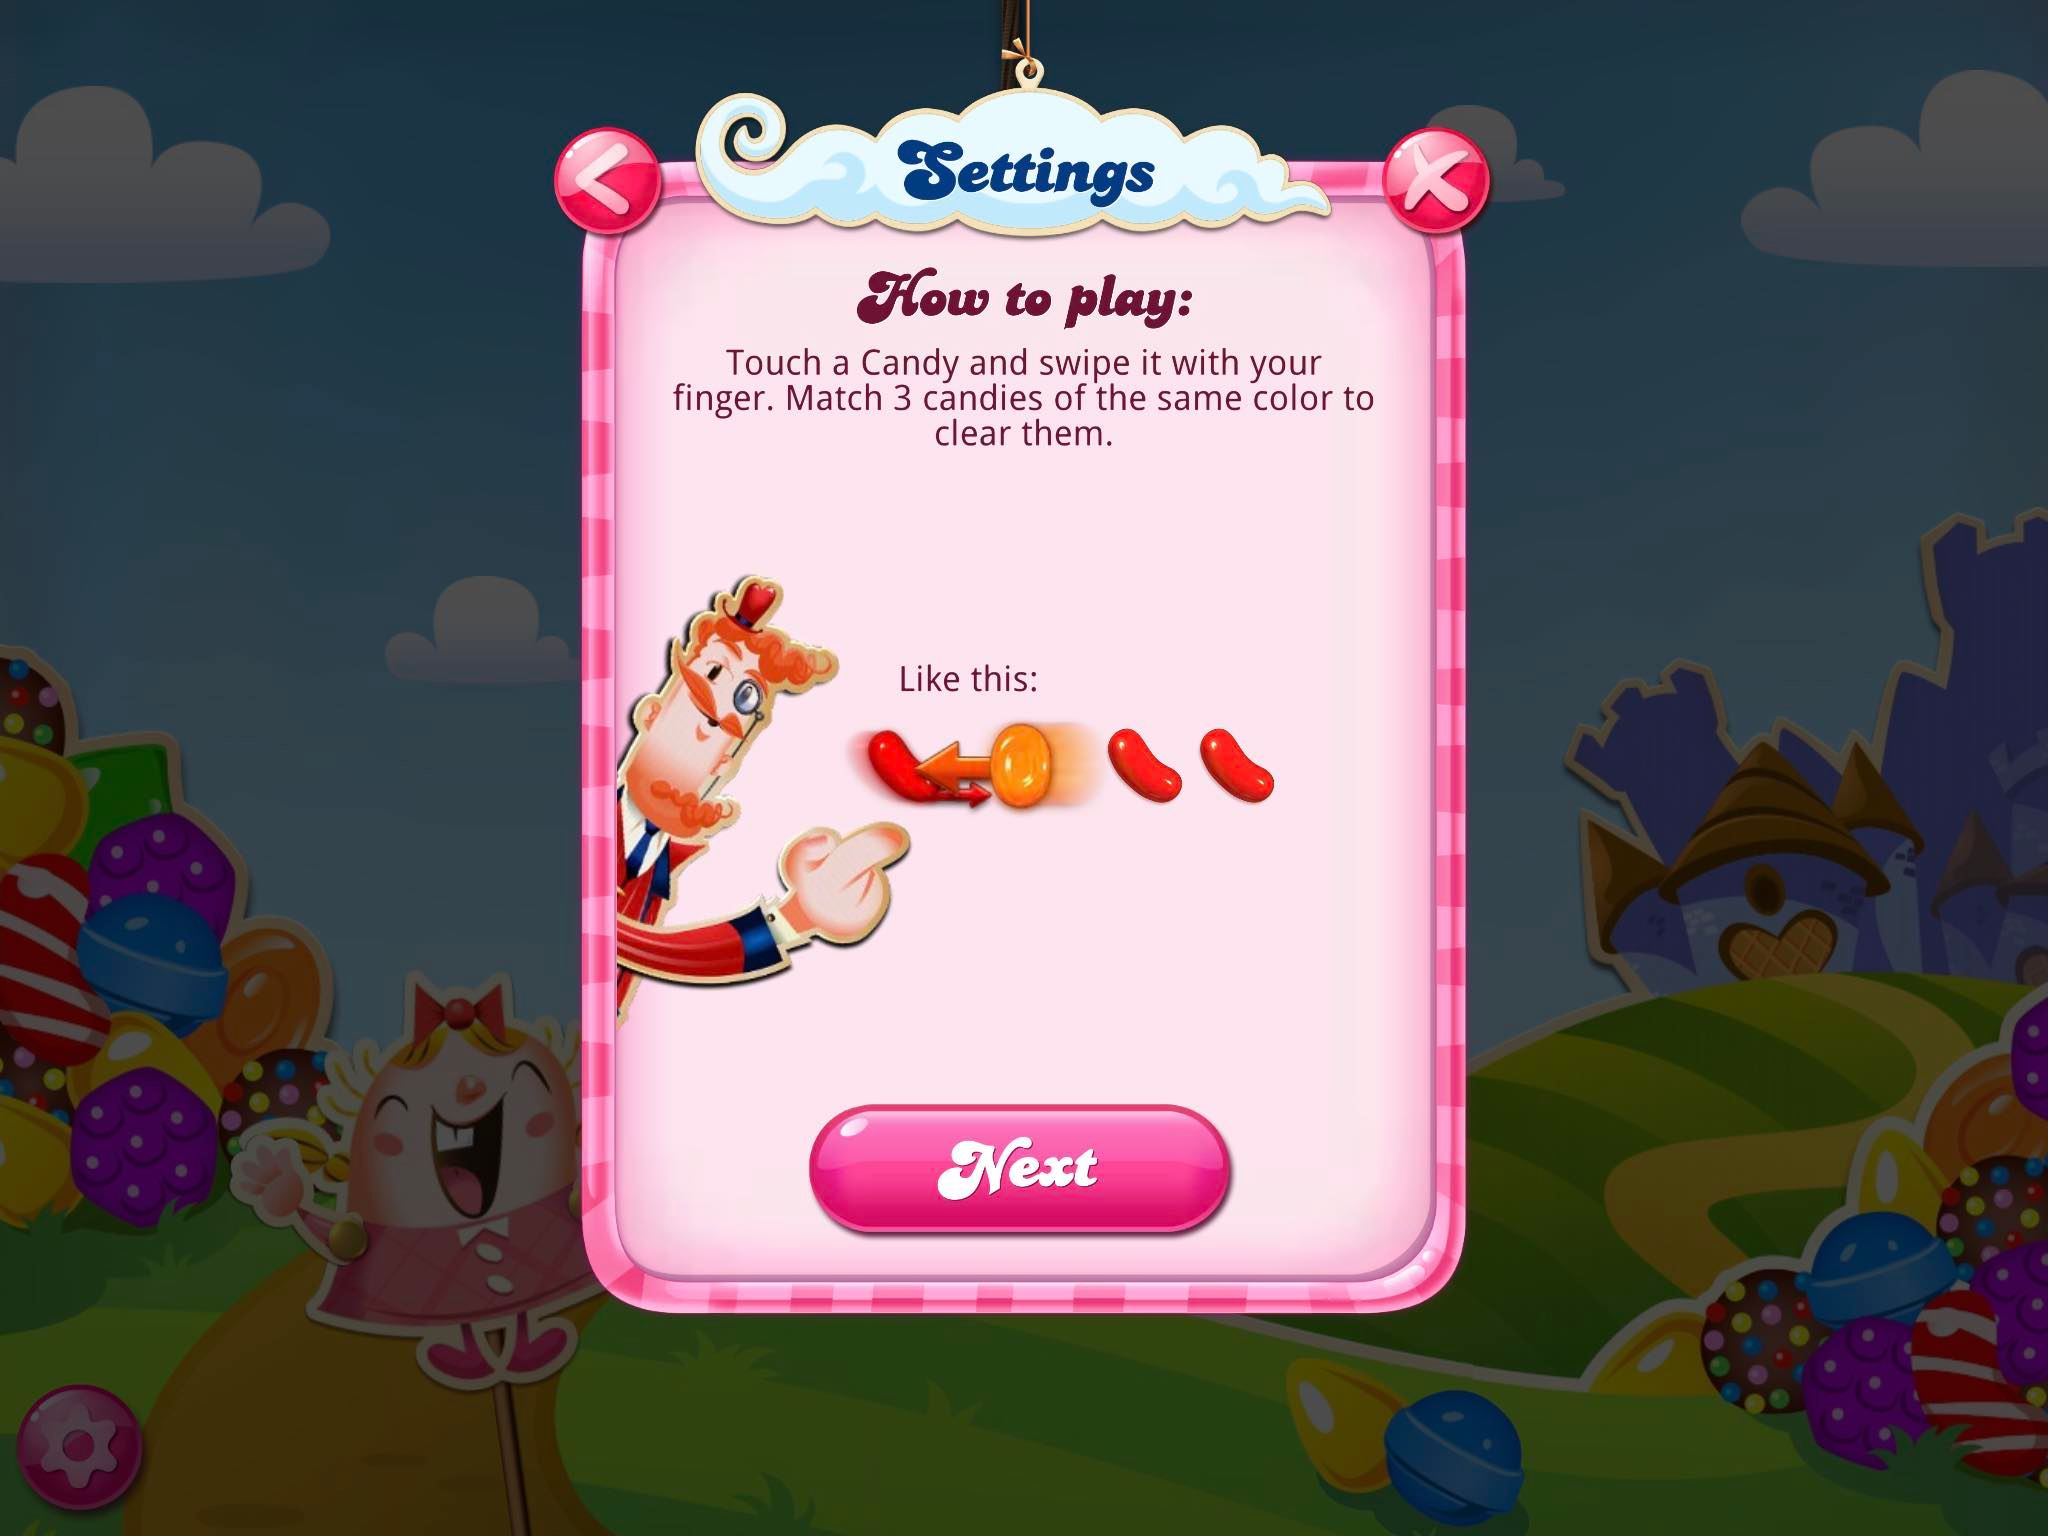 Settings
How to play:
Touch a Candy and swipe it with your
finger. Match 3 candies of the same color to
clear them.
Like this:
Next